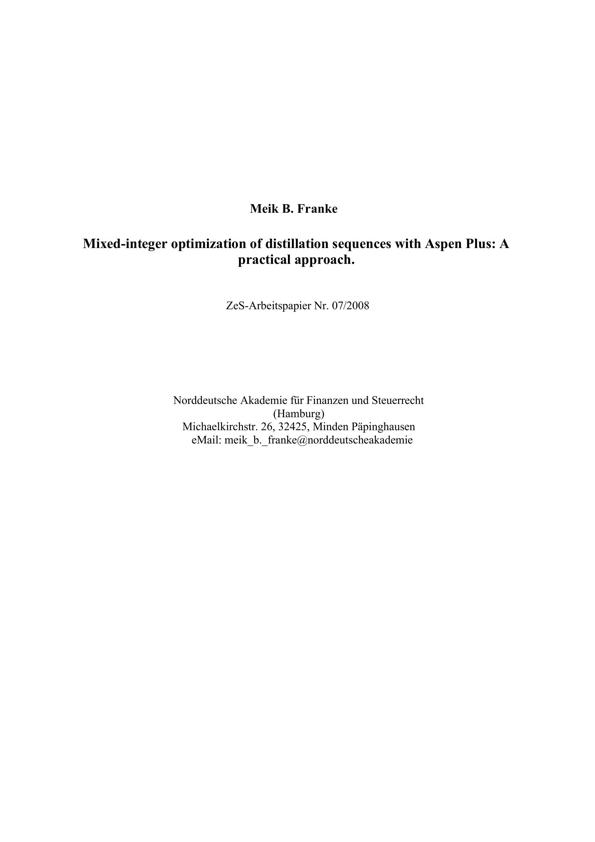 Meik B. Franke
Mixed-integer optimization of distillation sequences with Aspen Plus: A
practical approach.
ZeS-Arbeitspapier Nr. 07/2008
Norddeutsche Akademie für Finanzen und Steuerrecht
(Hamburg)
Michaelkirchstr. 26, 32425, Minden Päpinghausen
eMail: meik_b._franke@norddeutscheakademie